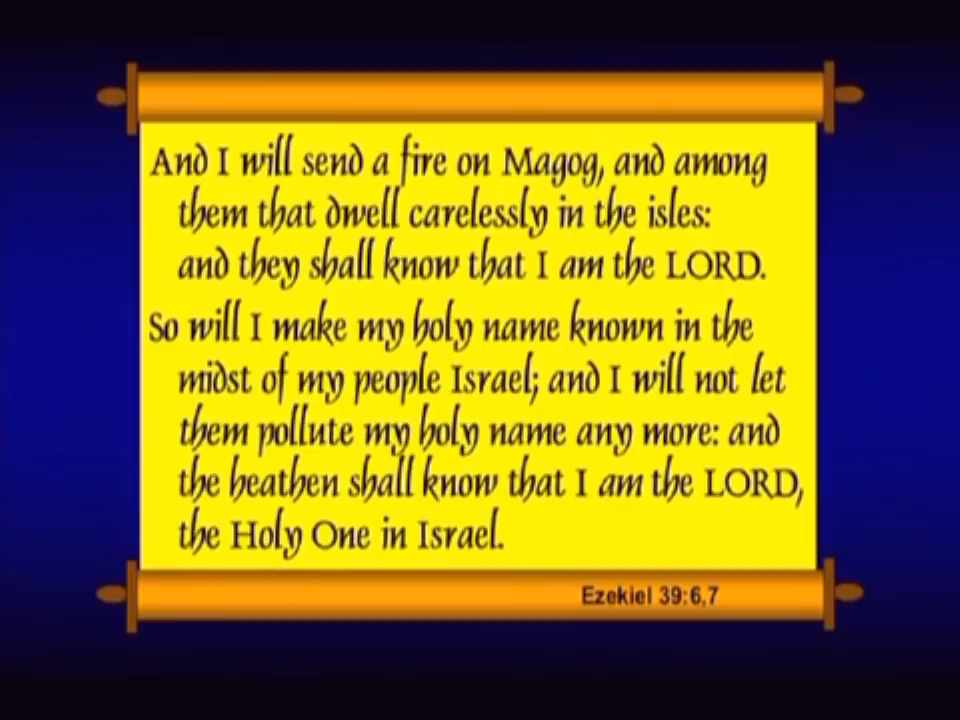 And I will send a fire on Magog, and among
them that dwell carelessly in the isles:
and they shall know that I am the LORD.
So will I make my holy name known in the
midst of my people Israel; and I will not let
them pollute my holy name any more: and
the heathen shall know that I am the LORD,
the Holy One in Israel.
Ezekiel 39:6,7